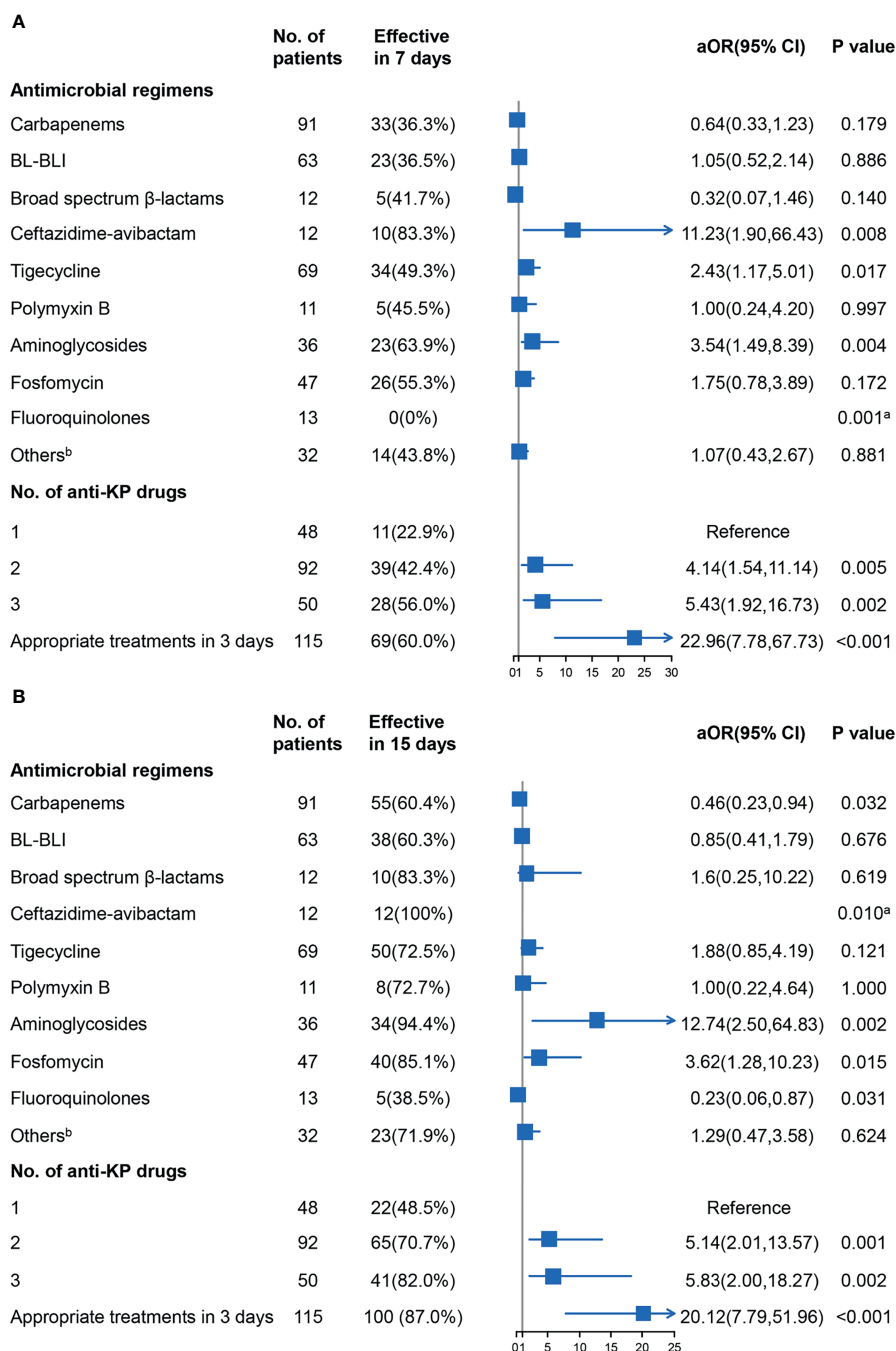 A
No. of patients Effective in 7 days aOR(95% CI) P value
Antimicrobial regimens
Carbapenems 91 33(36.3%) 0.64(0.33,1.23) 0.179
BL-BLI 63 23(36.5%) 1.05(0.52,2.14) 0.886
Broad spectrum β-lactams 12 5(41.7%) 0.32(0.07,1.46) 0.140
Ceftazidime-avibactam 12 10(83.3%) 11.23(1.90,66.43) 0.008
Tigecycline 69 34(49.3%) 2.43(1.17,5.01) 0.017
Polymyxin B 11 5(45.5%) 1.00(0.24,4.20) 0.997
Aminoglycosides 36 23(63.9%) 3.54(1.49,8.39) 0.004
Fosfomycin 47 26(55.3%) 1.75(0.78,3.89) 0.172
Fluoroquinolones 13 0(0%) 0.001ᵃ
Othersᵇ 32 14(43.8%) 1.07(0.43,2.67) 0.881
No. of anti-KP drugs
1 48 11(22.9%) Reference
2 92 39(42.4%) 4.14(1.54,11.14) 0.005
3 50 28(56.0%) 5.43(1.92,16.73) 0.002
Appropriate treatments in 3 days 115 69(60.0%) 22.96(7.78,67.73) <0.001
0 1 5 10 15 20 25 30
B
No. of patients Effective in 15 days aOR(95% CI) P value
Antimicrobial regimens
Carbapenems 91 55(60.4%) 0.46(0.23,0.94) 0.032
BL-BLI 63 38(60.3%) 0.85(0.41,1.79) 0.676
Broad spectrum β-lactams 12 10(83.3%) 1.6(0.25,10.22) 0.619
Ceftazidime-avibactam 12 12(100%) 0.010ᵃ
Tigecycline 69 50(72.5%) 1.88(0.85,4.19) 0.121
Polymyxin B 11 8(72.7%) 1.00(0.22,4.64) 1.000
Aminoglycosides 36 34(94.4%) 12.74(2.50,64.83) 0.002
Fosfomycin 47 40(85.1%) 3.62(1.28,10.23) 0.015
Fluoroquinolones 13 5(38.5%) 0.23(0.06,0.87) 0.031
Othersᵇ 32 23(71.9%) 1.29(0.47,3.58) 0.624
No. of anti-KP drugs
1 48 22(48.5%) Reference
2 92 65(70.7%) 5.14(2.01,13.57) 0.001
3 50 41(82.0%) 5.83(2.00,18.27) 0.002
Appropriate treatments in 3 days 115 100 (87.0%) 20.12(7.79,51.96) <0.001
0 1 5 10 15 20 25